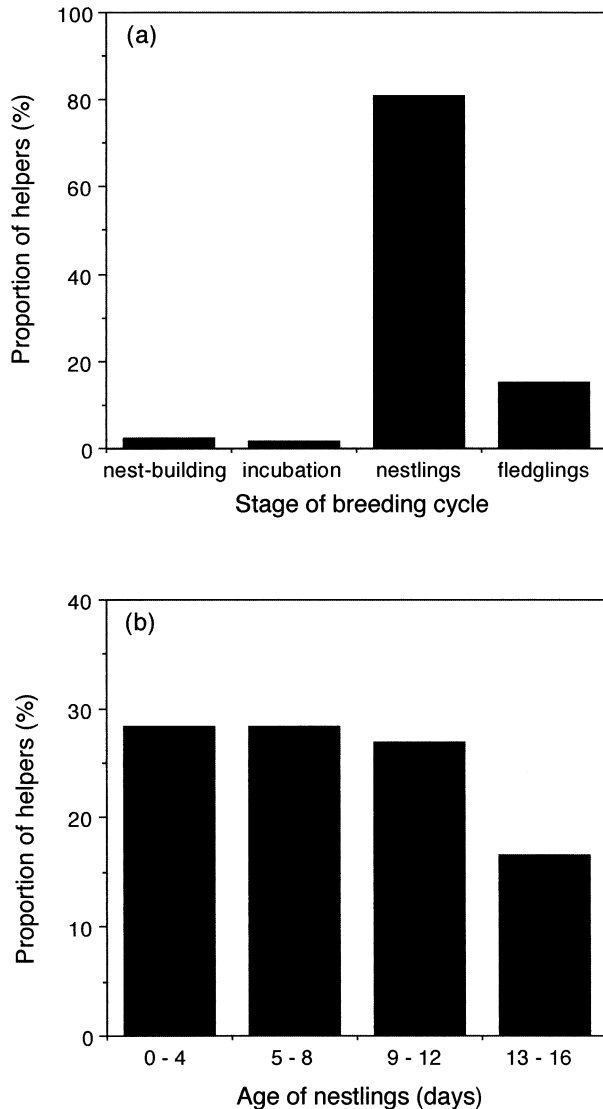 (a)
Proportion of helpers (%)
100
80
60
40
20
0
nest-building incubation nestlings fledglings
Stage of breeding cycle
(b)
Proportion of helpers (%)
40
30
20
10
0
0 - 4 5 - 8 9 - 12 13 - 16
Age of nestlings (days)